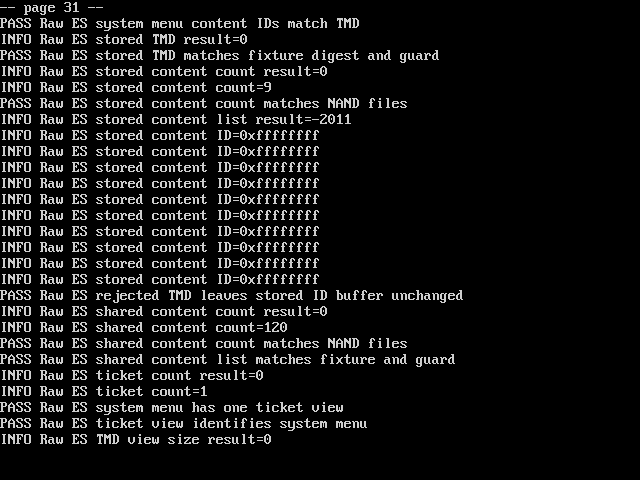 -- page 31 --
PASS Raw ES system menu content IDs match TMD
INFO Raw ES stored TMD result=0
PASS Raw ES stored TMD matches fixture digest and guard
INFO Raw ES stored content count result=0
INFO Raw ES stored content count=9
PASS Raw ES stored content count matches NAND files
INFO Raw ES stored content list result=-2011
INFO Raw ES stored content ID=0xffffffff
INFO Raw ES stored content ID=0xffffffff
INFO Raw ES stored content ID=0xffffffff
INFO Raw ES stored content ID=0xffffffff
INFO Raw ES stored content ID=0xffffffff
INFO Raw ES stored content ID=0xffffffff
INFO Raw ES stored content ID=0xffffffff
INFO Raw ES stored content ID=0xffffffff
INFO Raw ES stored content ID=0xffffffff
INFO Raw ES stored content ID=0xffffffff
PASS Raw ES rejected TMD leaves stored ID buffer unchanged
INFO Raw ES shared content count result=0
INFO Raw ES shared content count=120
PASS Raw ES shared content count matches NAND files
PASS Raw ES shared content list matches fixture and guard
INFO Raw ES ticket count result=0
INFO Raw ES ticket count=1
PASS Raw ES system menu has one ticket view
PASS Raw ES ticket view identifies system menu
INFO Raw ES TMD view size result=0